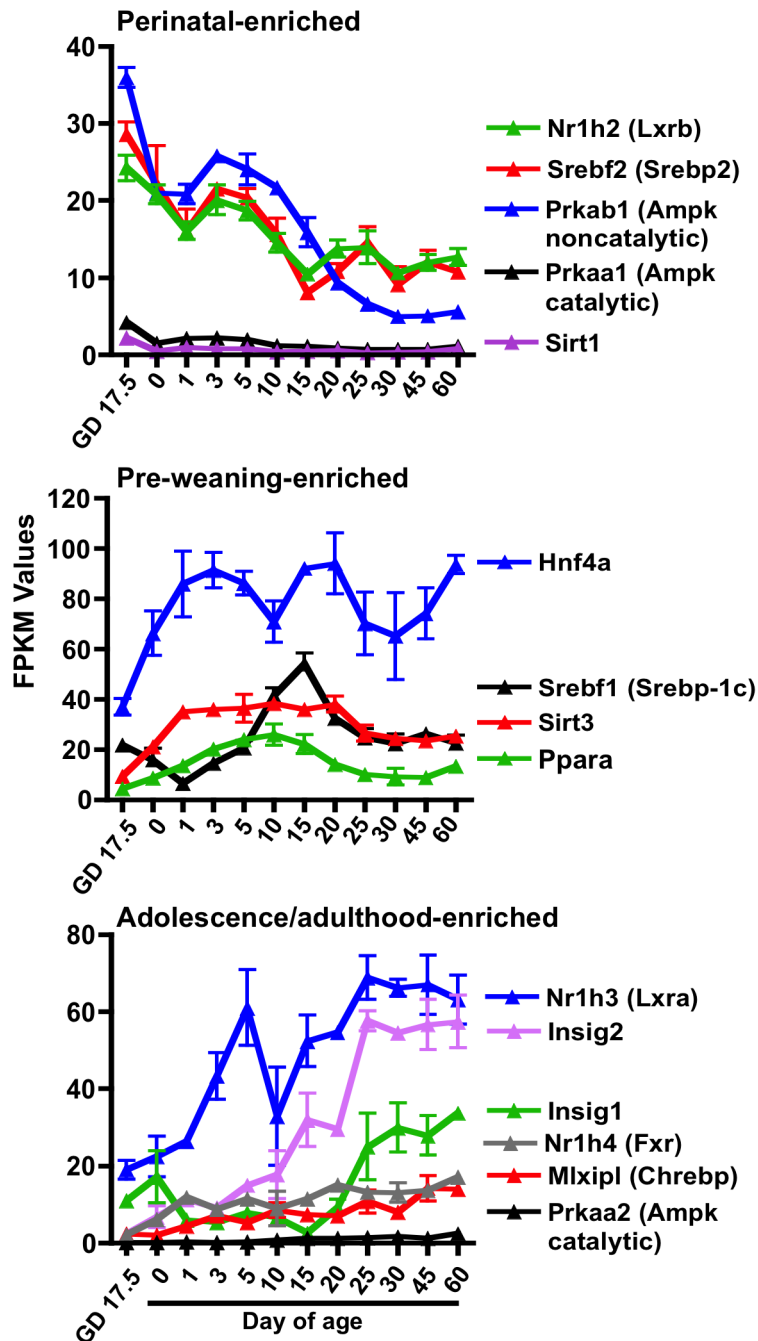 Perinatal-enriched
40
30
20
10
0
GD 17.5 0 1 3 5 10 15 20 25 30 45 60
Nr1h2 (Lxrb)
Srebf2 (Srebp2)
Prkab1 (Ampk
noncatalytic)
Prkaa1 (Ampk
catalytic)
Sirt1
Pre-weaning-enriched
FPKM Values
120
100
80
60
40
20
0
GD 17.5 0 1 3 5 10 15 20 25 30 45 60
Hnf4a
Srebf1 (Srebp-1c)
Sirt3
Ppara
Adolescence/adulthood-enriched
80
60
40
20
0
GD 17.5 0 1 3 5 10 15 20 25 30 45 60
Day of age
Nr1h3 (Lxra)
Insig2
Insig1
Nr1h4 (Fxr)
Mlxipl (Chrebp)
Prkaa2 (Ampk
catalytic)